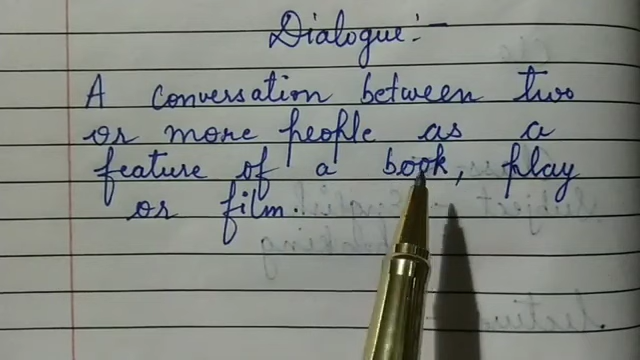 Dialogue:-
A conversation between two
or more people as a
feature of a book, play
or film.